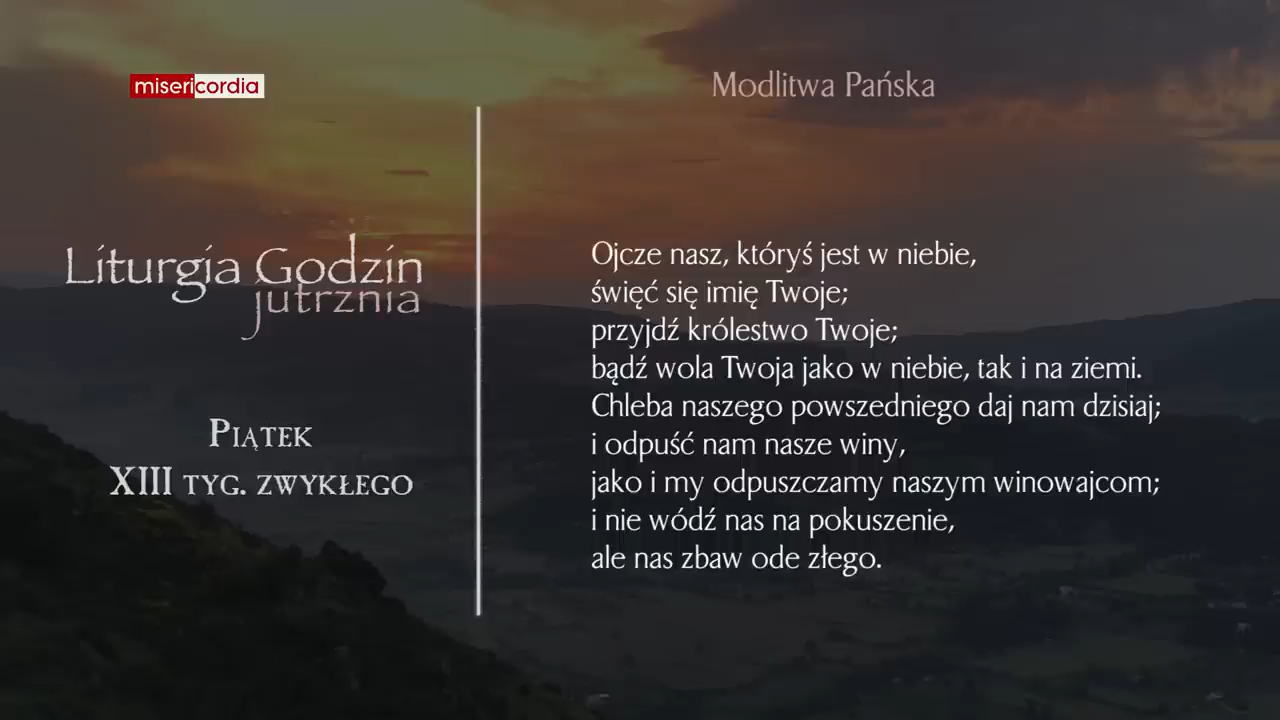 misericordia
Liturgia Godzin
jutrznia
Piątek
XIII tyg. zwykłego
Modlitwa Pańska
Ojcze nasz, któryś jest w niebie,
święć się imię Twoje;
przyjdź królestwo Twoje;
bądź wola Twoja jako w niebie, tak i na ziemi.
Chleba naszego powszedniego daj nam dzisiaj;
i odpuść nam nasze winy,
jako i my odpuszczamy naszym winowajcom;
i nie wódź nas na pokuszenie,
ale nas zbaw ode złego.